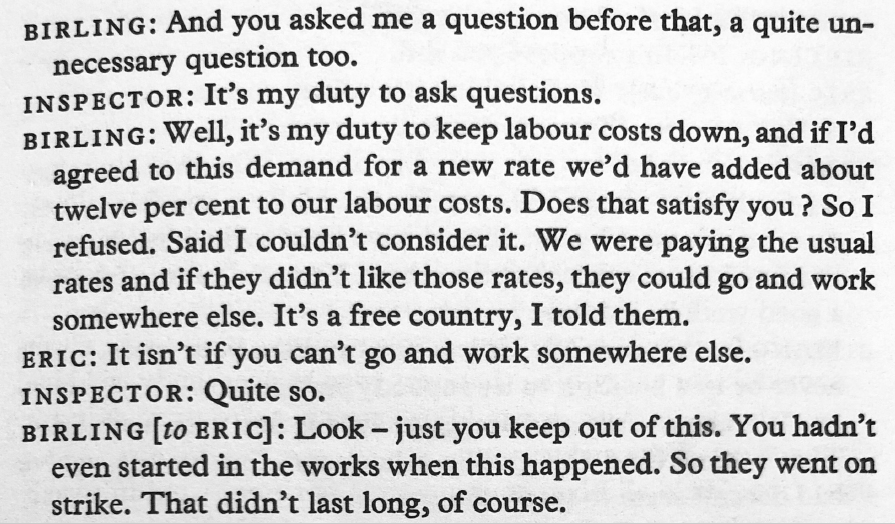 BIRLING: And you asked me a question before that, a quite un-
necessary question too.
INSPECTOR: It's my duty to ask questions.
BIRLING: Well, it's my duty to keep labour costs down, and if I'd
agreed to this demand for a new rate we'd have added about
twelve per cent to our labour costs. Does that satisfy you? So I
refused. Said I couldn't consider it. We were paying the usual
rates and if they didn't like those rates, they could go and work
somewhere else. It's a free country, I told them.
ERIC: It isn't if you can't go and work somewhere else.
INSPECTOR: Quite so.
BIRLING [to ERIC]: Look – just you keep out of this. You hadn't
even started in the works when this happened. So they went on
strike. That didn't last long, of course.